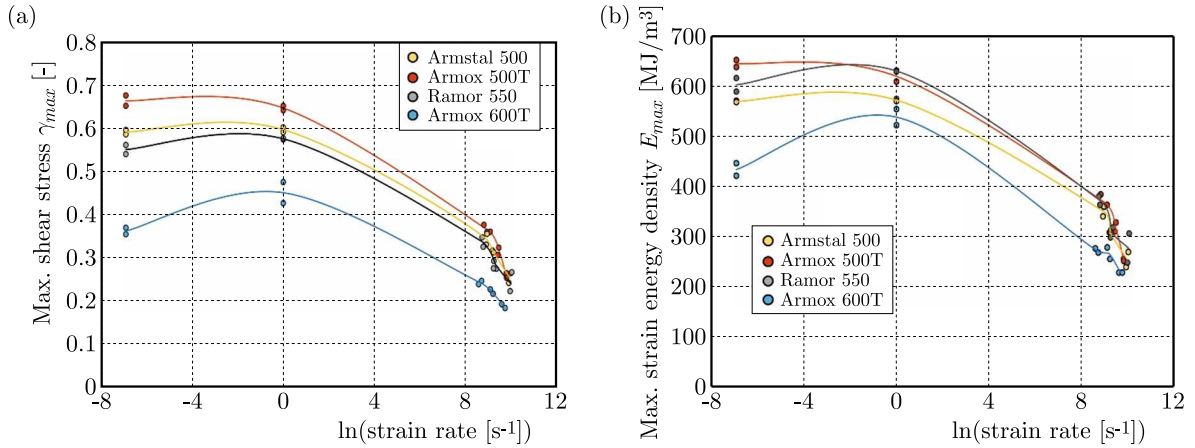 (a)
Max. shear stress γmax [-]
0.8
0.7
0.6
0.5
0.4
0.3
0.2
0.1
0
-8 -4 0 4 8 12
ln(strain rate [s-1])
Armstal 500
Armox 500T
Ramor 550
Armox 600T
(b)
Max. strain energy density Emax [MJ/m³]
700
600
500
400
300
200
100
0
-8 -4 0 4 8 12
ln(strain rate [s-1])
Armstal 500
Armox 500T
Ramor 550
Armox 600T